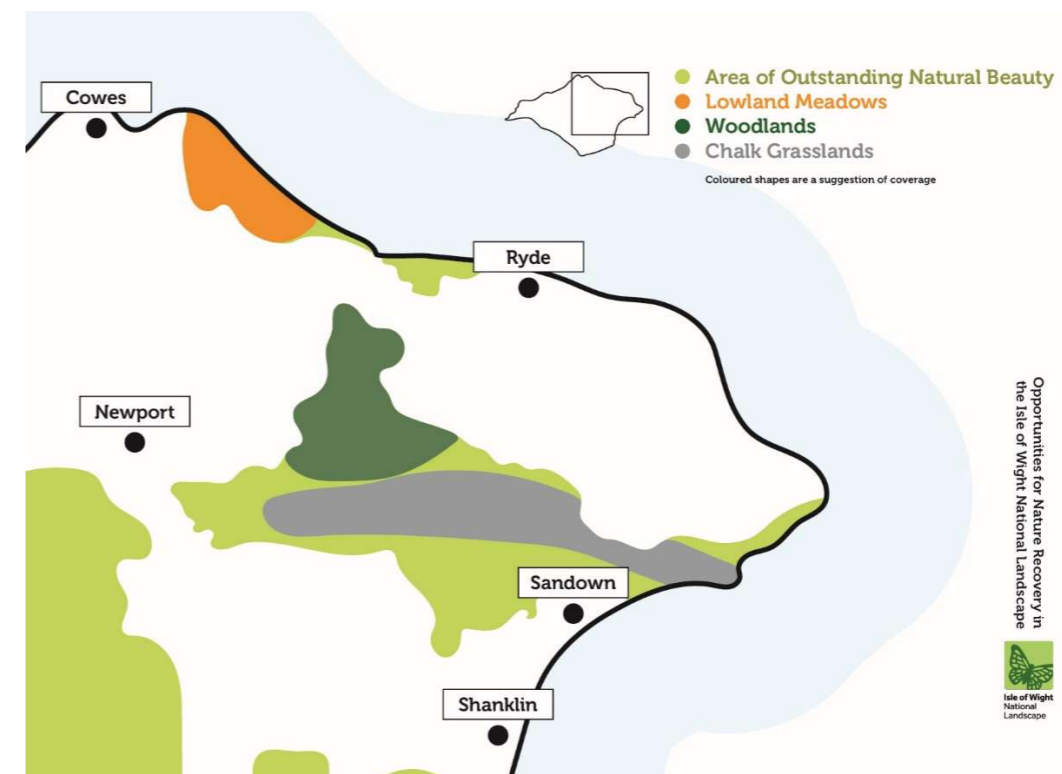 Cowes
Area of Outstanding Natural Beauty
Lowland Meadows
Woodlands
Chalk Grasslands
Coloured shapes are a suggestion of coverage
Ryde
Newport
Sandown
Shanklin
Opportunities for Nature Recovery in
the Isle of Wight National Landscape
Isle of Wight
National
Landscape